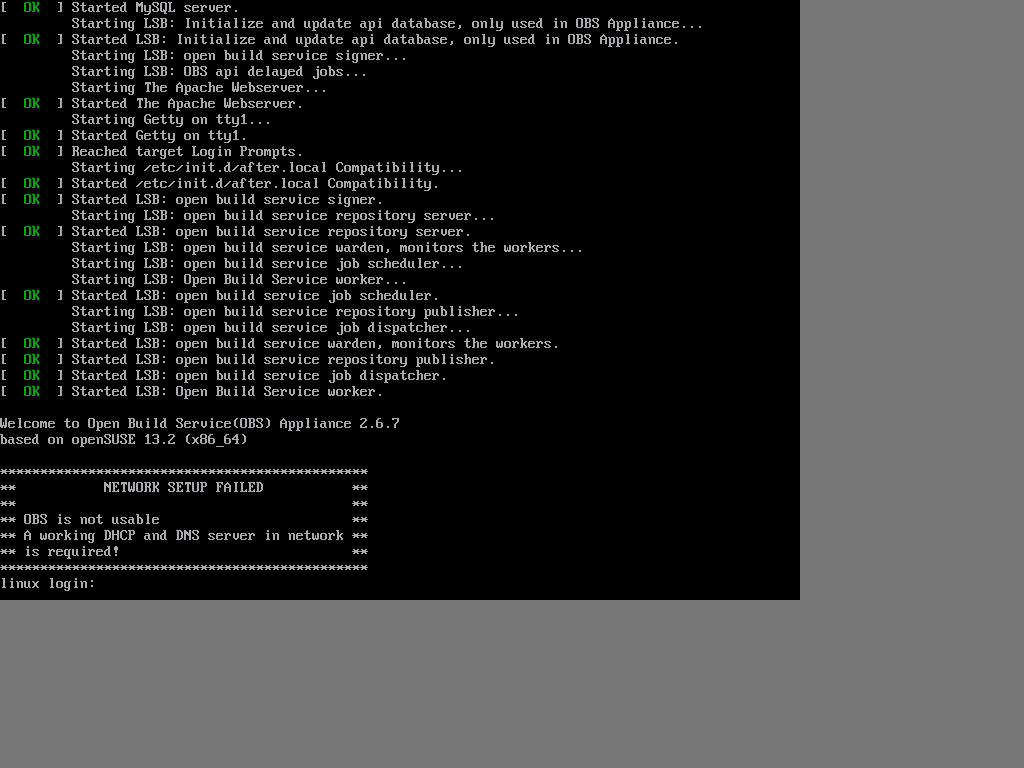 [  OK  ] Started MySQL server.
         Starting LSB: Initialize and update api database, only used in OBS Appliance...
[  OK  ] Started LSB: Initialize and update api database, only used in OBS Appliance.
         Starting LSB: open build service signer...
         Starting LSB: OBS api delayed jobs...
         Starting The Apache Webserver...
[  OK  ] Started The Apache Webserver.
         Starting Getty on tty1...
[  OK  ] Started Getty on tty1.
[  OK  ] Reached target Login Prompts.
         Starting /etc/init.d/after.local Compatibility...
[  OK  ] Started /etc/init.d/after.local Compatibility.
[  OK  ] Started LSB: open build service signer.
         Starting LSB: open build service repository server...
[  OK  ] Started LSB: open build service repository server.
         Starting LSB: open build service warden, monitors the workers...
         Starting LSB: open build service job scheduler...
         Starting LSB: Open Build Service worker...
[  OK  ] Started LSB: open build service job scheduler.
         Starting LSB: open build service repository publisher...
         Starting LSB: open build service job dispatcher...
[  OK  ] Started LSB: open build service warden, monitors the workers.
[  OK  ] Started LSB: open build service repository publisher.
[  OK  ] Started LSB: open build service job dispatcher.
[  OK  ] Started LSB: Open Build Service worker.

Welcome to Open Build Service(OBS) Appliance 2.6.7
based on openSUSE 13.2 (x86_64)

**********************************************
**           NETWORK SETUP FAILED           **
**                                          **
** OBS is not usable                        **
** A working DHCP and DNS server in network **
** is required!                             **
**********************************************
linux login: